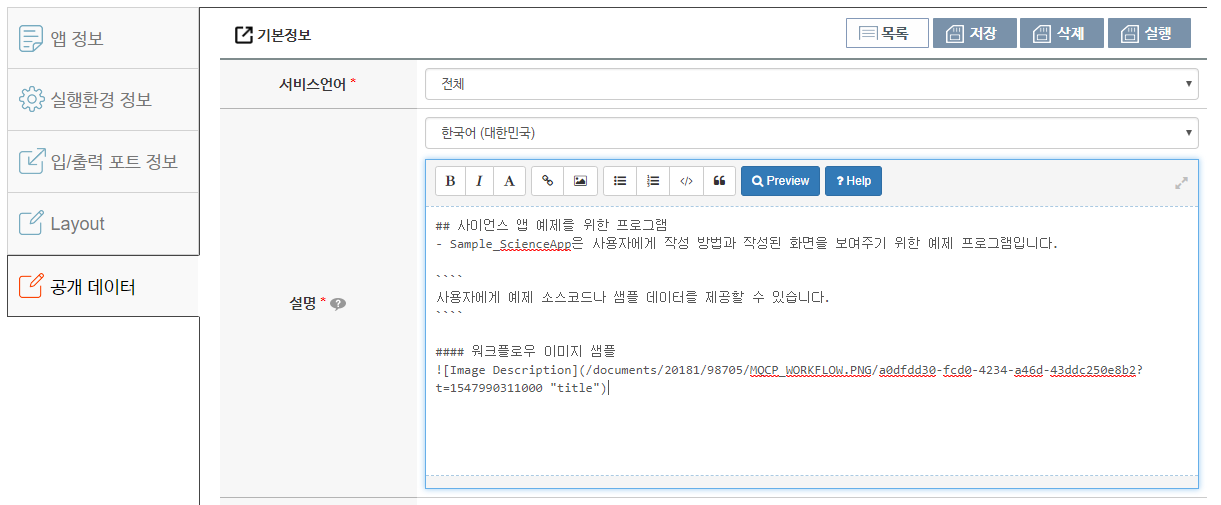 앱 정보
실행환경 정보
입/출력 포트 정보
Layout
공개 데이터
기본정보
목록
저장
삭제
실행
서비스언어 *
전체
설명 * ?
한국어 (대한민국)
B I A </> Preview ? Help
## 사이언스 앱 예제를 위한 프로그램
- Sample_ScienceApp은 사용자에게 작성 방법과 작성된 화면을 보여주기 위한 예제 프로그램입니다.
````
사용자에게 예제 소스코드나 샘플 데이터를 제공할 수 있습니다.
````
#### 워크플로우 이미지 샘플
![Image Description](/documents/20181/98705/MQCP_WORKFLOW.PNG/a0dfdd30-fcd0-4234-a46d-43ddc250e8b2?
t=1547990311000 "title")